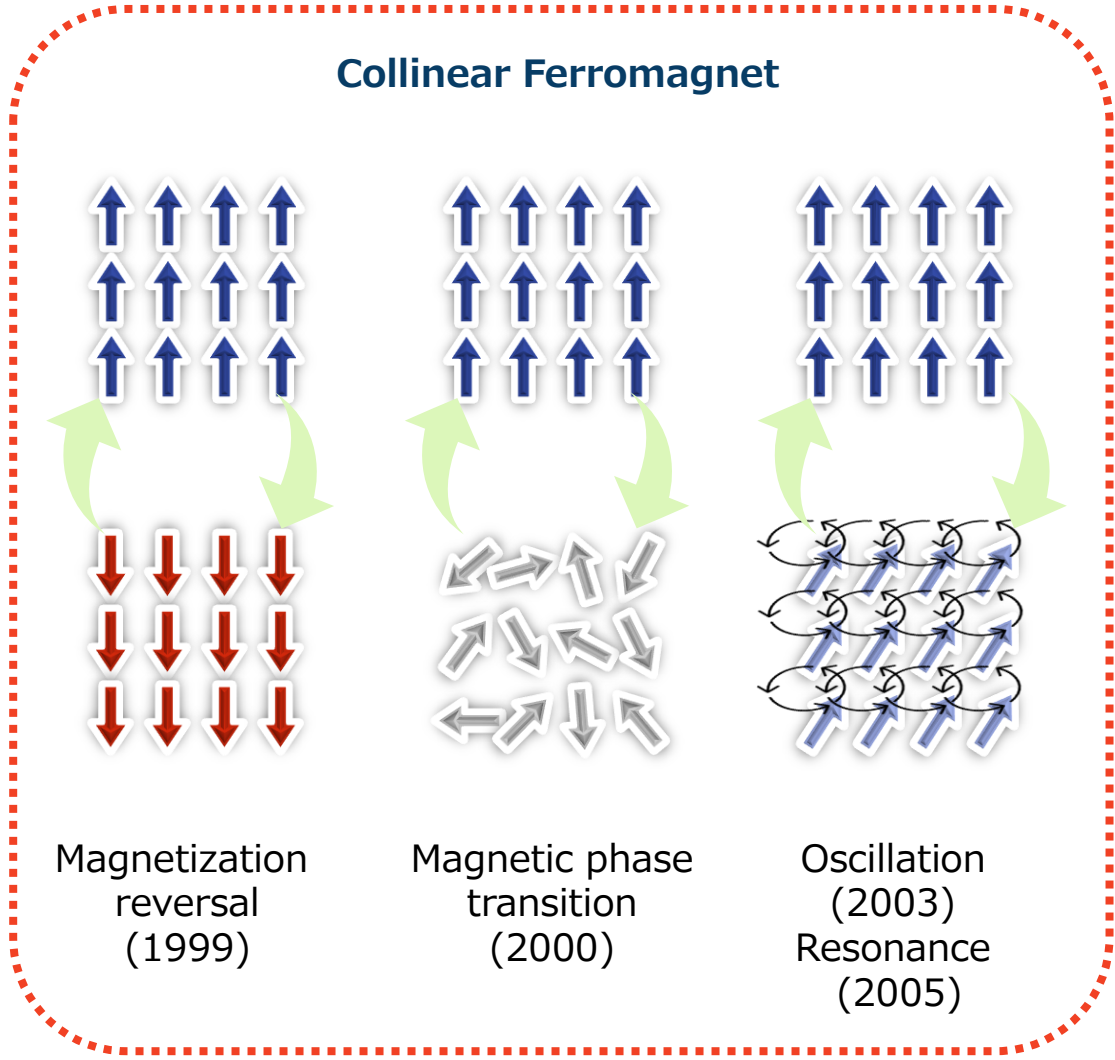 Collinear Ferromagnet
Magnetization
reversal
(1999)
Magnetic phase
transition
(2000)
Oscillation
(2003)
Resonance
(2005)